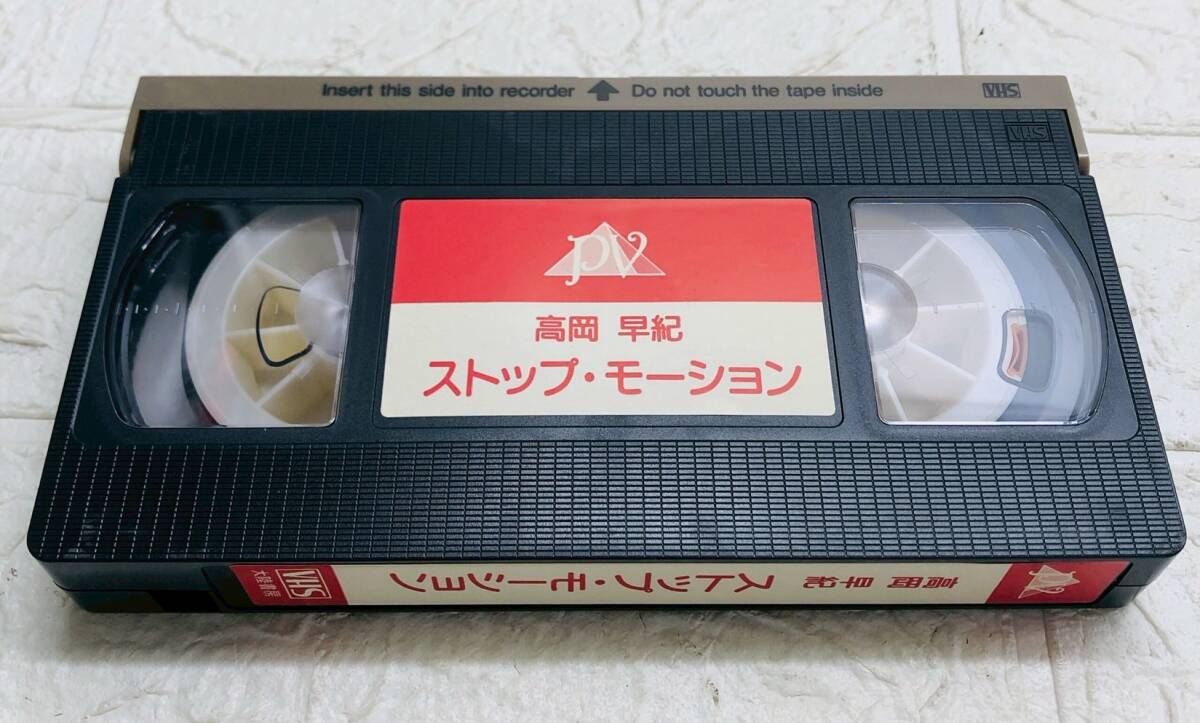 Insert this side into recorder Do not touch the tape inside VHS
VHS
PV
高岡 早紀
ストップ・モーション
PV 高岡 早紀 ストップ・モーション VHS